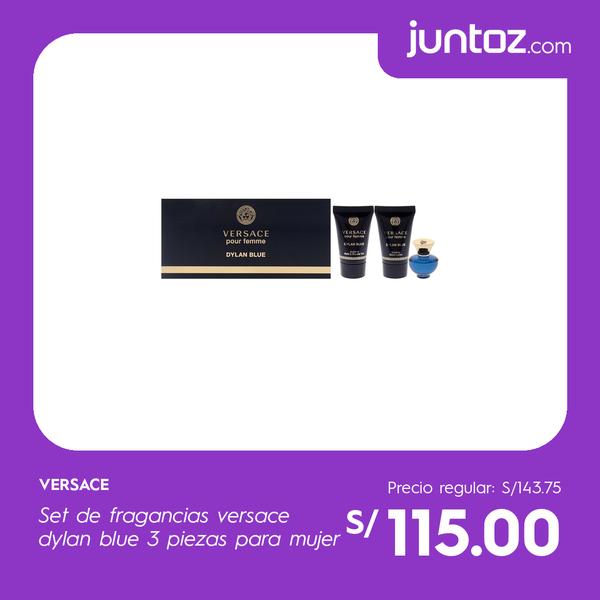 juntoz.com
VERSACE
pour femme
DYLAN BLUE
VERSACE
pour femme
DYLAN BLUE
VERSACE
pour femme
DYLAN BLUE
VERSACE
Set de fragancias versace
dylan blue 3 piezas para mujer
Precio regular: S/143.75
S/115.00